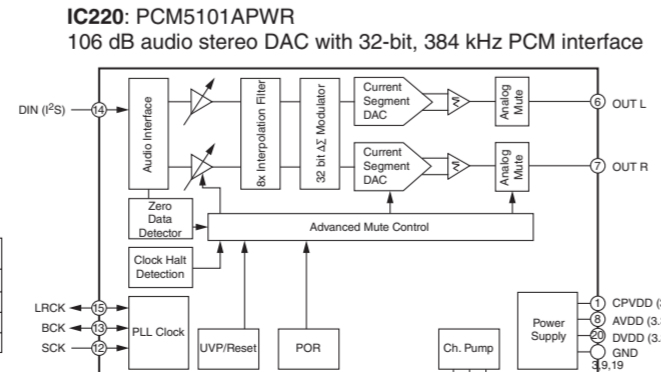 IC220: PCM5101APWR
106 dB audio stereo DAC with 32-bit, 384 kHz PCM interface
DIN (I²S)
14
Audio Interface
8x Interpolation Filter
32 bit ΔΣ Modulator
Current
Segment
DAC
Analog
Mute
6
OUT L
Current
Segment
DAC
Analog
Mute
7
OUT R
Zero
Data
Detector
Advanced Mute Control
Clock Halt
Detection
LRCK
15
BCK
13
SCK
12
PLL Clock
UVP/Reset
POR
Ch. Pump
Power
Supply
1
CPVDD (3
8
AVDD (3.
20
DVDD (3.
GND
3,9,19